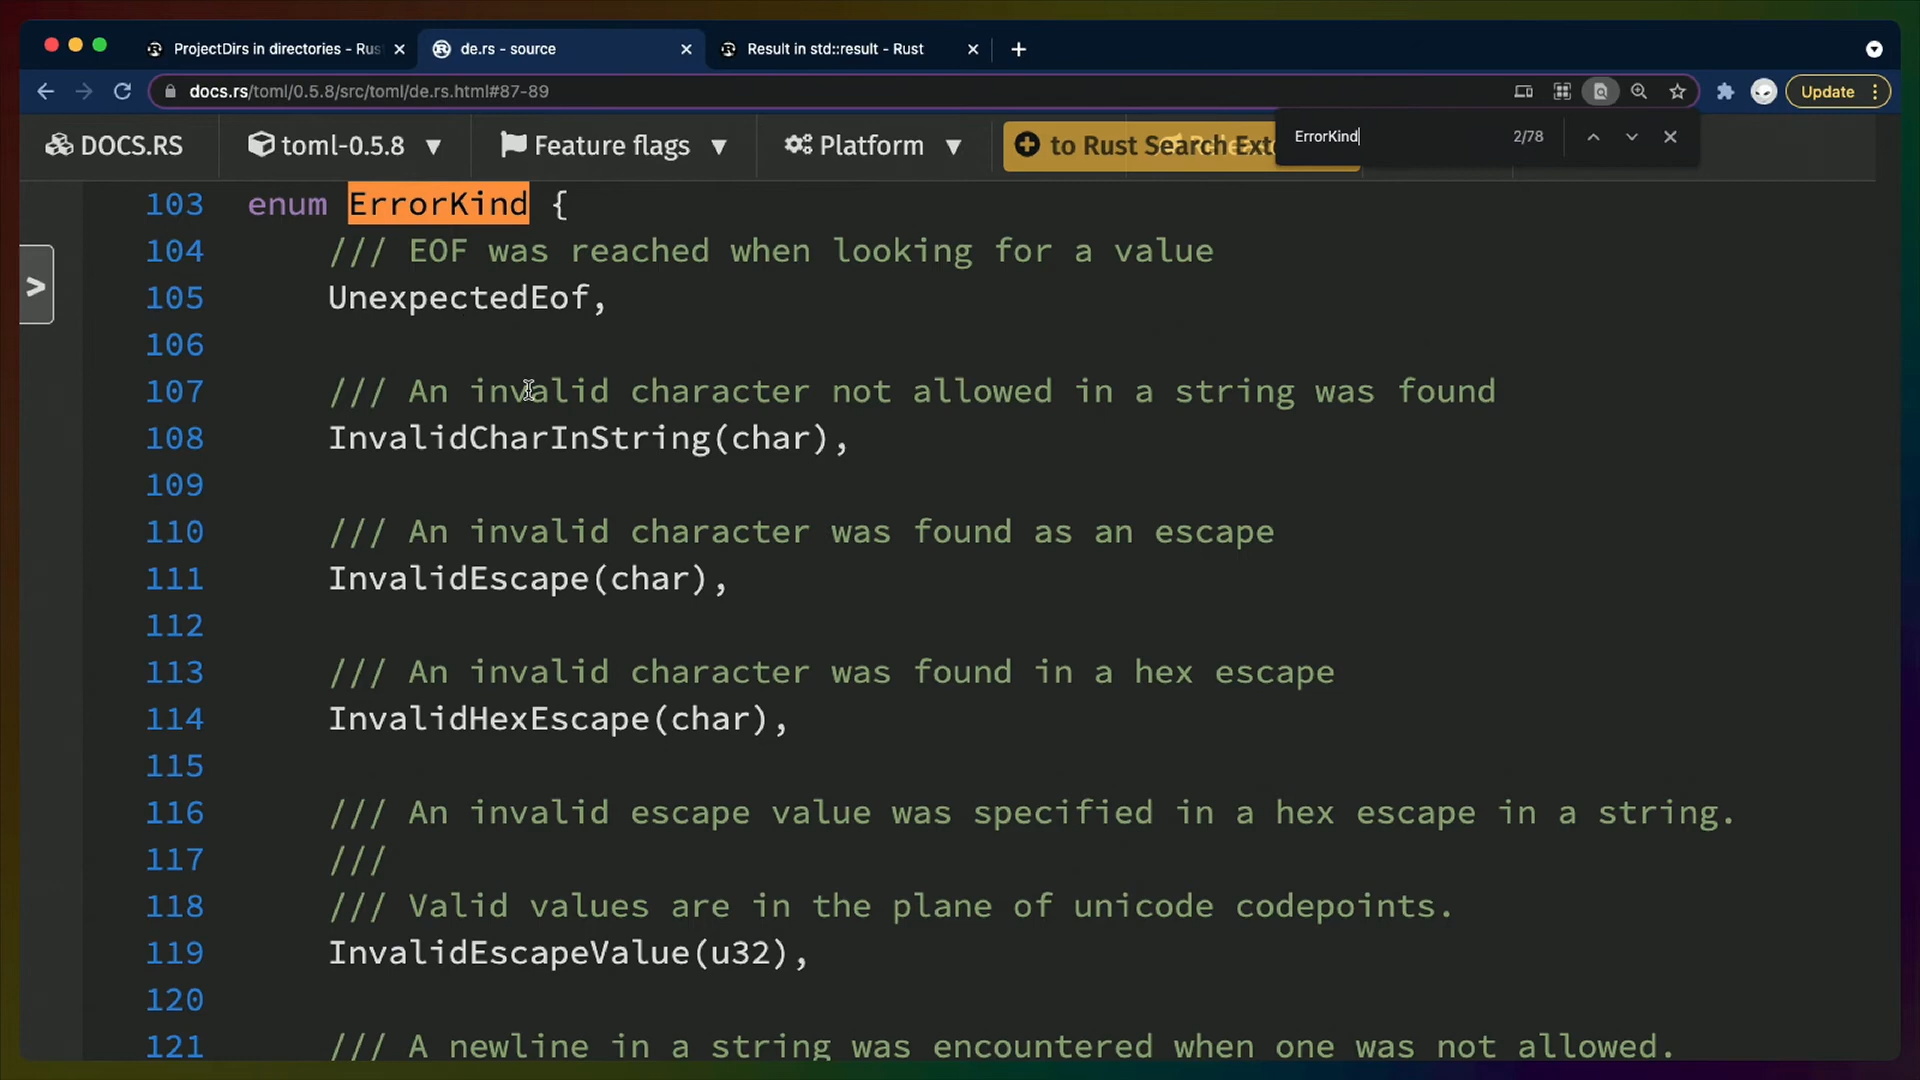 ProjectDirs in directories - Rus
de.rs - source
Result in std::result - Rust
docs.rs/toml/0.5.8/src/toml/de.rs.html#87-89
Update
DOCS.RS
toml-0.5.8
Feature flags
Platform
to Rust Search Exte
ErrorKind
2/78
>
103 enum ErrorKind {
104 /// EOF was reached when looking for a value
105 UnexpectedEof,
106
107 /// An invalid character not allowed in a string was found
108 InvalidCharInString(char),
109
110 /// An invalid character was found as an escape
111 InvalidEscape(char),
112
113 /// An invalid character was found in a hex escape
114 InvalidHexEscape(char),
115
116 /// An invalid escape value was specified in a hex escape in a string.
117 ///
118 /// Valid values are in the plane of unicode codepoints.
119 InvalidEscapeValue(u32),
120
121 /// A newline in a string was encountered when one was not allowed.